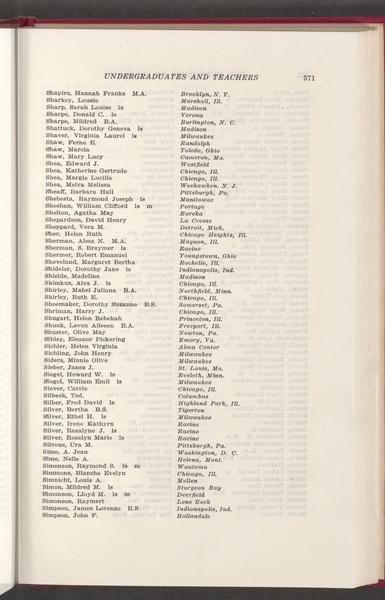 UNDERGRADUATES AND TEACHERS 571
Shapiro, Hannah Franks M.A. Brooklyn, N. Y.
Sharkey, Lousie Marshall, Ill.
Sharp, Sarah Louise ls Madison
Sharpe, Donald C. ls Verona
Sharpe, Mildred B.A. Burlington, N. C.
Shattuck, Dorothy Geneva ls Madison
Shaver, Virginia Laurel ls Milwaukee
Shaw, Ferne E. Randolph
Shaw, Marcia Toledo, Ohio
Shaw, Mary Lucy Cameron, Mo.
Shea, Edward J. Westfield
Shea, Katherine Gertrude Chicago, Ill.
Shea, Margie Lucille Chicago, Ill.
Shea, Melva Melissa Weehawken, N. J.
Sheaff, Barbara Hall Pittsburgh, Pa.
Shebesta, Raymond Joseph ls Manitowoc
Sheehan, William Clifford ls m Portage
Shelton, Agatha May Eureka
Shepardson, David Henry La Crosse
Sheppard, Vera M. Detroit, Mich.
Sher, Helen Ruth Chicago Heights, Ill.
Sherman, Alma N. M.A. Maquon, Ill.
Sherman, S. Braymer ls Racine
Shermer, Robert Emanuel Youngstown, Ohio
Sheveland, Margaret Bertha Rochelle, Ill.
Shideler, Dorothy Jane ls Indianapolis, Ind.
Shields, Madeline Madison
Shimkus, Alex J. ls Chicago, Ill.
Shirley, Mabel Juliana B.A. Northfield, Minn.
Shirley, Ruth E. Chicago, Ill.
Shoemaker, Dorothy Suzanne B.S. Somerset, Pa.
Shriman, Harry J. Chicago, Ill.
Shugart, Helen Rebekah Princeton, Ill.
Shunk, Levon Aileeen B.A. Freeport, Ill.
Shuster, Olive May Newton, Pa.
Sibley, Eleanor Pickering Emory, Va.
Sichler, Helen Virginia Alma Center
Sichling, John Henry Milwaukee
Siders, Minnie Olive Milwaukee
Sieber, Janes J. St. Louis, Mo.
Siegel, Howard W. ls Eveleth, Minn.
Siegel, William Emil ls Milwaukee
Siever, Carrie Chicago, Ill.
Silbeck, Ted. Columbus
Silber, Fred David ls Highland Park, Ill.
Silver, Bertha B.S. Tiperton
Silver, Ethel H. ls Milwaukee
Silver, Irene Kathyrn Racine
Silver, Rosalyne J. ls Racine
Silver, Roselyn Marie ls Racine
Silveus, Ura M. Pittsburgh, Pa.
Sime, A. Jean Washington, D. C.
Sime, Nelle A. Helena, Mont.
Simenson, Raymond S. ls m Wautoma
Simmons, Blanche Evelyn Chicago, Ill.
Simnicht, Louis A. Mellen
Simon, Mildred M. ls Sturgeon Bay
Simonson, Lloyd M. ls m Deerfield
Simonson, Raymert Lone Rock
Simpson, James Lorenzo B.S. Indianapolis, Ind.
Simpson, John F. Hollandale